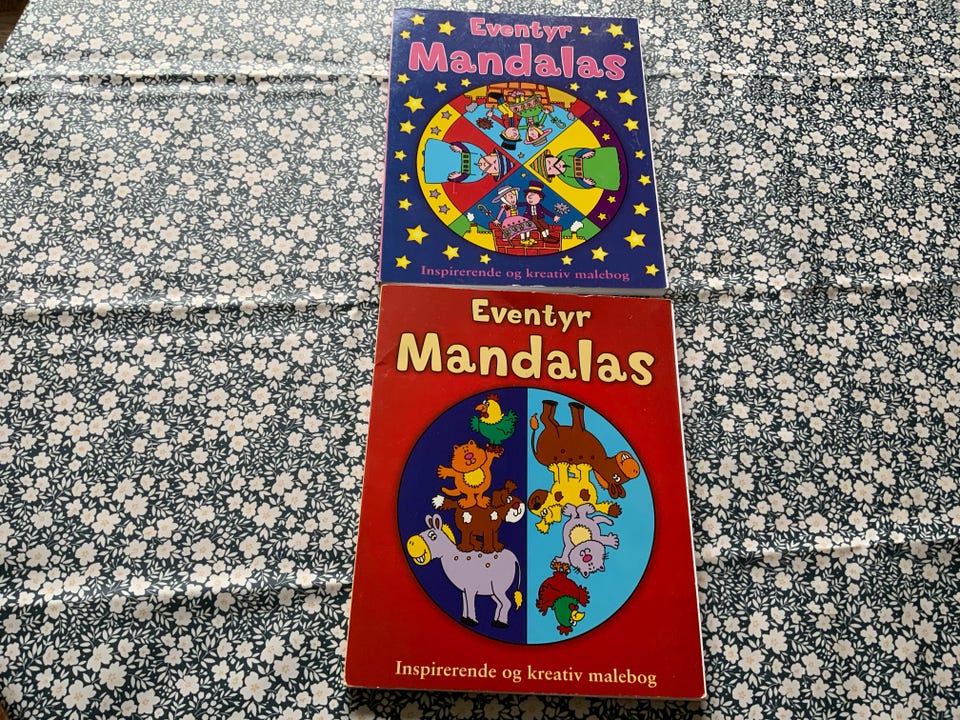 Eventyr
Mandalas
Inspirerende og kreativ malebog
Eventyr
Mandalas
Inspirerende og kreativ malebog